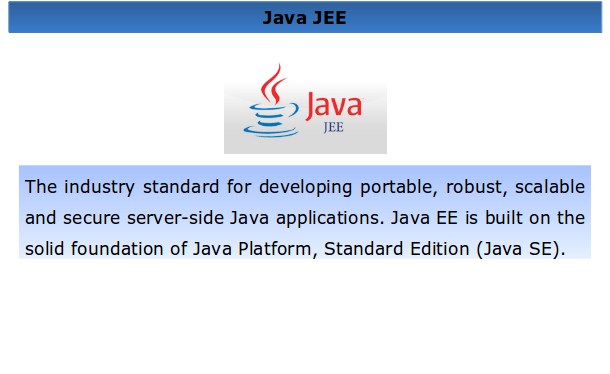 Java JEE
Java
JEE
The industry standard for developing portable, robust, scalable
and secure server-side Java applications. Java EE is built on the
solid foundation of Java Platform, Standard Edition (Java SE).